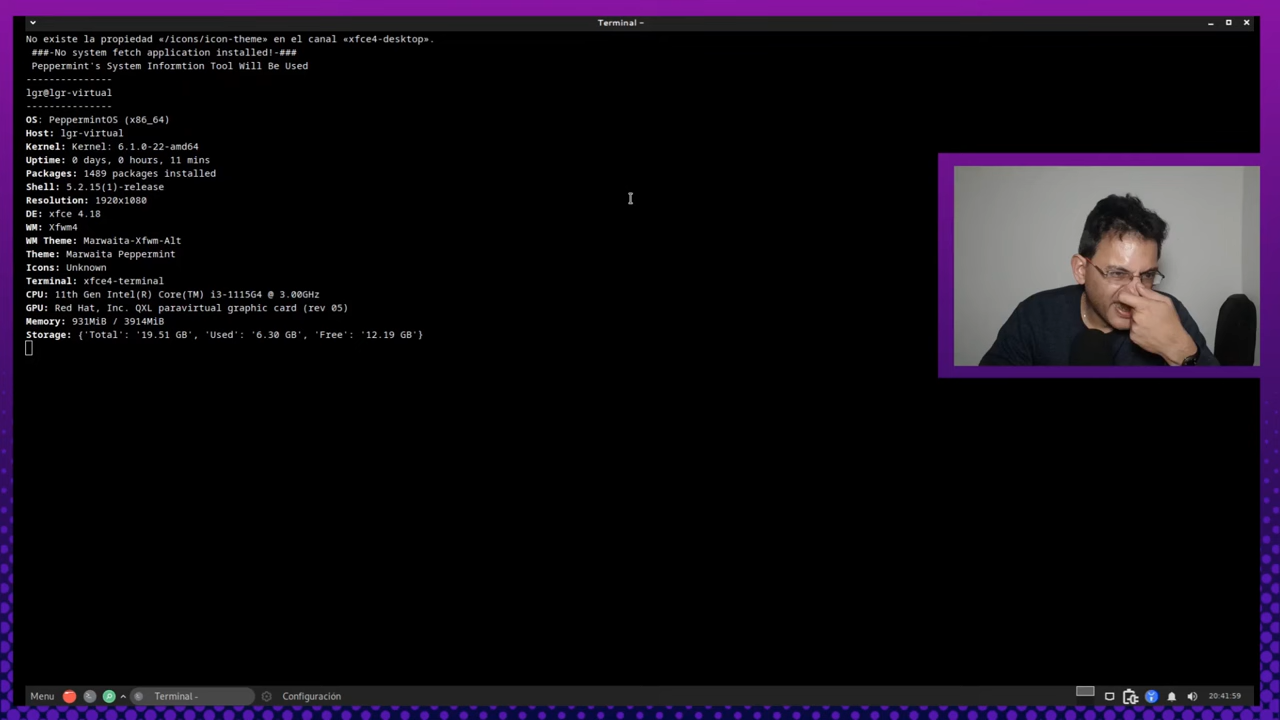 Terminal ~
No existe la propiedad «/icons/icon-theme» en el canal «xfce4-desktop».
###-No system fetch application installed!-###
Peppermint's System Informtion Tool Will Be Used
---------------
lgr@lgr-virtual
---------------
OS: PeppermintOS (x86_64)
Host: lgr-virtual
Kernel: Kernel: 6.1.0-22-amd64
Uptime: 0 days, 0 hours, 11 mins
Packages: 1489 packages installed
Shell: 5.2.15(1)-release
Resolution: 1920x1080
DE: xfce 4.18
WM: Xfwm4
WM Theme: Marwaita-Xfwm-Alt
Theme: Marwaita Peppermint
Icons: Unknown
Terminal: xfce4-terminal
CPU: 11th Gen Intel(R) Core(TM) i3-1115G4 @ 3.00GHz
GPU: Red Hat, Inc. QXL paravirtual graphic card (rev 05)
Memory: 931MiB / 3914MiB
Storage: {'Total': '19.51 GB', 'Used': '6.30 GB', 'Free': '12.19 GB'}
Menu Terminal ~ Configuración 20:41:59